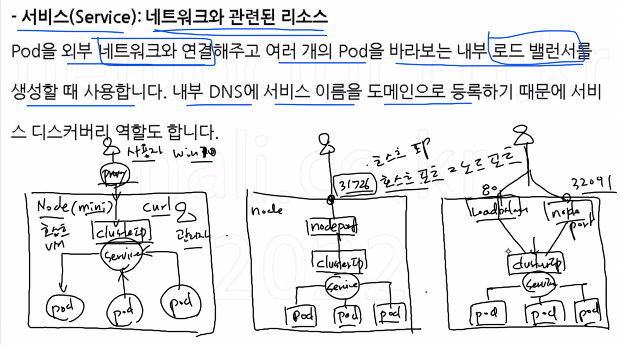 - 서비스(Service): 네트워크와 관련된 리소스
Pod을 외부 네트워크와 연결해주고 여러 개의 Pod을 바라보는 내부 로드 밸런서를
생성할 때 사용합니다. 내부 DNS에 서비스 이름을 도메인으로 등록하기 때문에 서비
스 디스커버리 역할도 합니다.
사용자 win10
proxy
Node(mini)
호스트
VM
curl
관리자
clusterIp
service
pod
pod
pod
호스트 IP
31726
호스트 포트 = 노드 포트
node
nodeport
clusterIp
service
pod
pod
pod
80
32091
node
port
clusterIp
service
pod
pod
pod